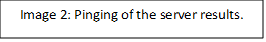 Image 2: Pinging of the server results.